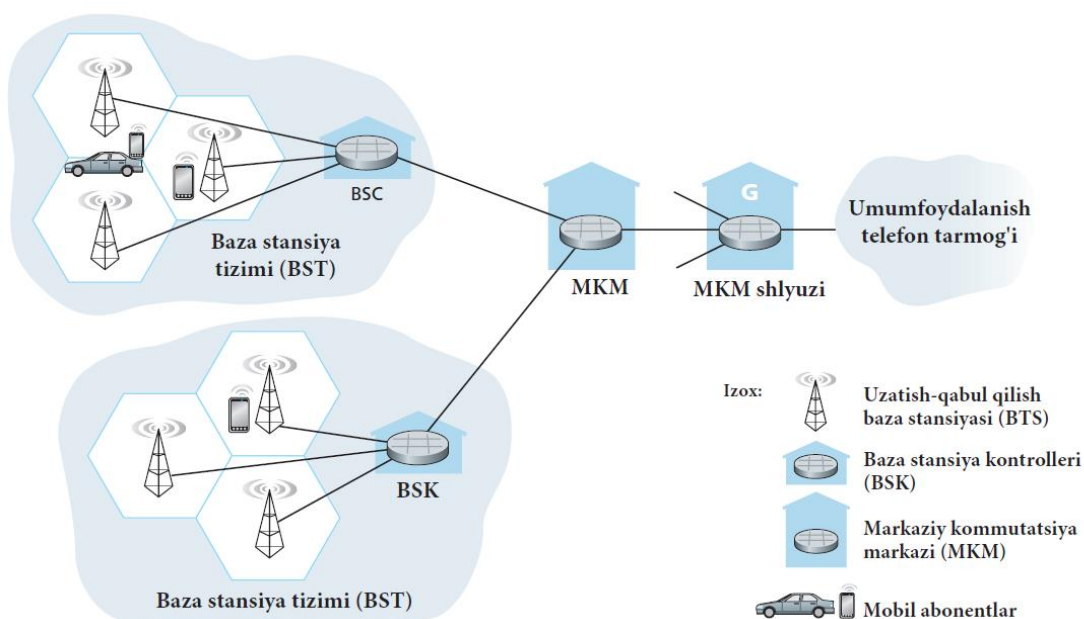 BSC
Baza stansiya
tizimi (BST)
MKM
G
MKM shlyuzi
Umumfoydalanish
telefon tarmog'i
BSK
Baza stansiya tizimi (BST)
Izox:
Uzatish-qabul qilish
baza stansiyasi (BTS)
Baza stansiya kontrolleri
(BSK)
Markaziy kommutatsiya
markazi (MKM)
Mobil abonentlar